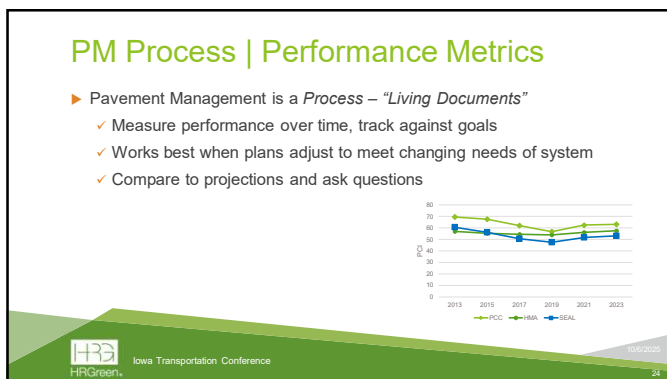 PM Process | Performance Metrics
Pavement Management is a Process – “Living Documents”
Measure performance over time, track against goals
Works best when plans adjust to meet changing needs of system
Compare to projections and ask questions
80
70
60
50
40
30
20
10
0
PCI
2013 2015 2017 2019 2021 2023
PCC HMA SEAL
HRG
HRGreen.
Iowa Transportation Conference
10/6/2025
24